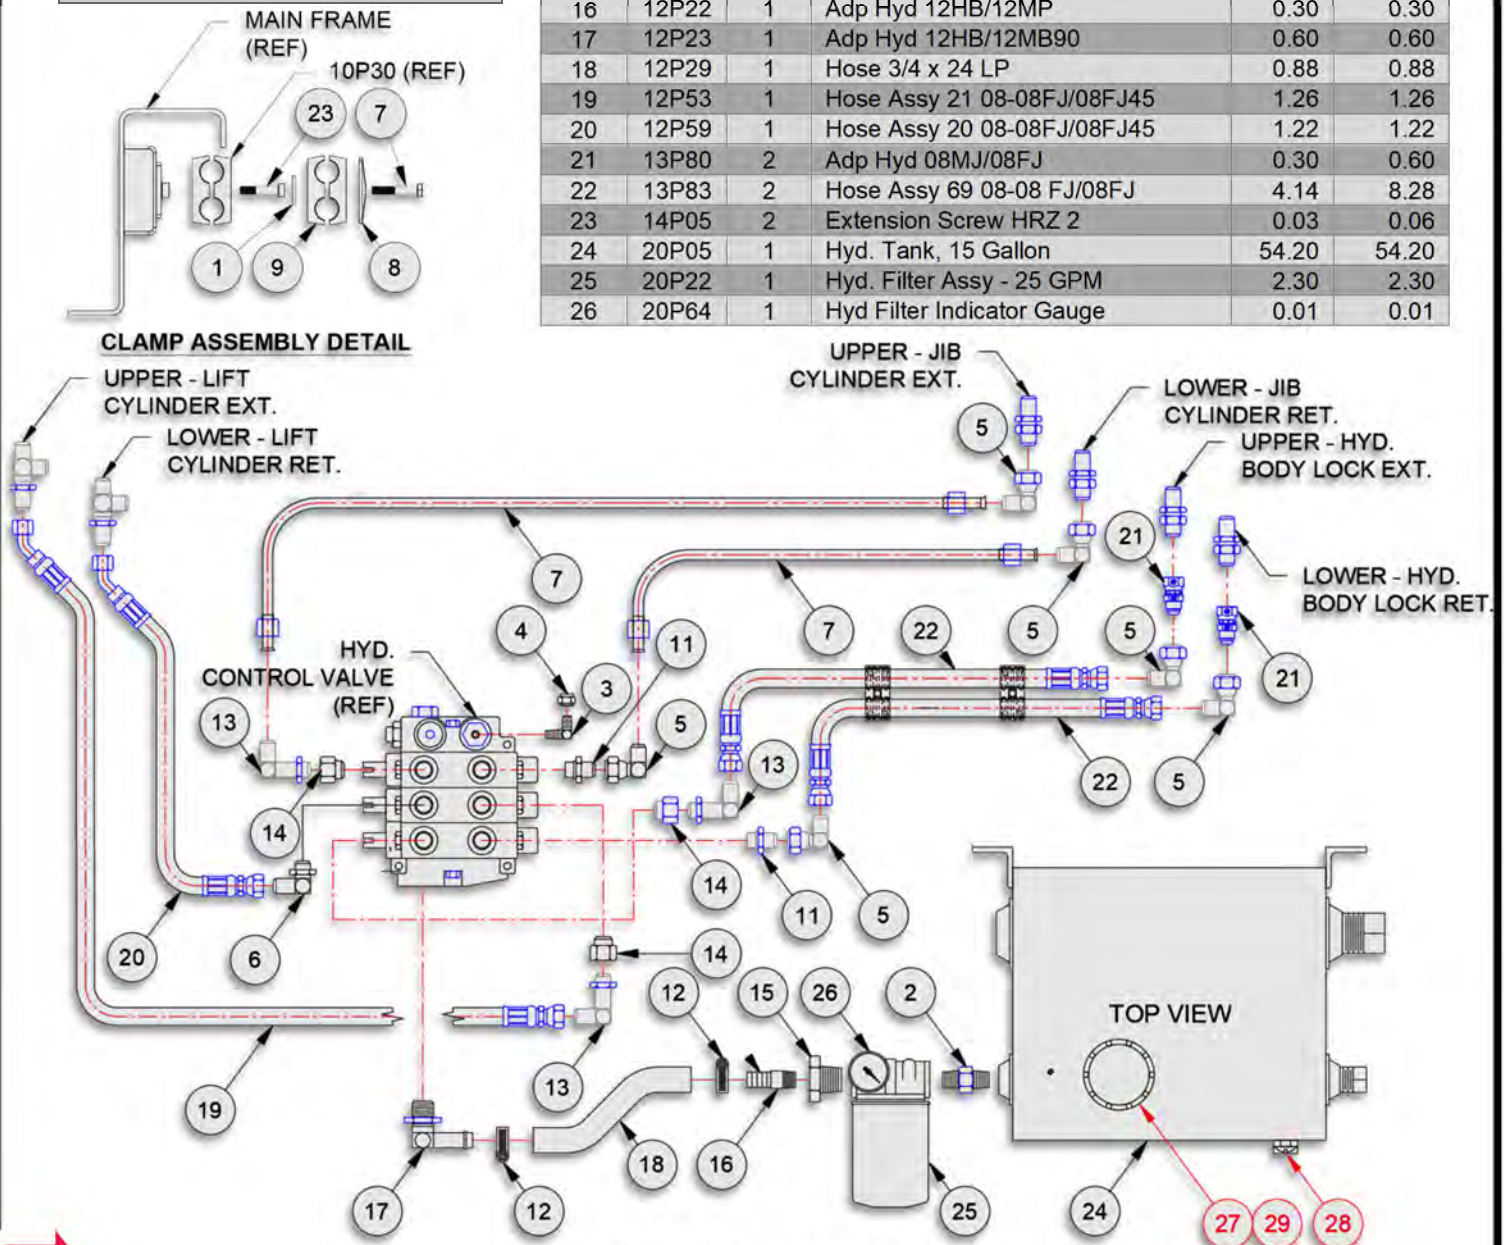 16 12P22 1 Adp Hyd 12HB/12MP 0.30 0.30
17 12P23 1 Adp Hyd 12HB/12MB90 0.60 0.60
18 12P29 1 Hose 3/4 x 24 LP 0.88 0.88
19 12P53 1 Hose Assy 21 08-08FJ/08FJ45 1.26 1.26
20 12P59 1 Hose Assy 20 08-08FJ/08FJ45 1.22 1.22
21 13P80 2 Adp Hyd 08MJ/08FJ 0.30 0.60
22 13P83 2 Hose Assy 69 08-08 FJ/08FJ 4.14 8.28
23 14P05 2 Extension Screw HRZ 2 0.03 0.06
24 20P05 1 Hyd. Tank, 15 Gallon 54.20 54.20
25 20P22 1 Hyd. Filter Assy - 25 GPM 2.30 2.30
26 20P64 1 Hyd Filter Indicator Gauge 0.01 0.01
MAIN FRAME
(REF)
10P30 (REF)
23 7
1 9 8
CLAMP ASSEMBLY DETAIL
UPPER - LIFT
CYLINDER EXT.
LOWER - LIFT
CYLINDER RET.
UPPER - JIB
CYLINDER EXT.
LOWER - JIB
CYLINDER RET.
UPPER - HYD.
BODY LOCK EXT.
LOWER - HYD.
BODY LOCK RET.
5
21
7
4 11 7 22 5 5
HYD.
CONTROL VALVE
(REF)
3 21
13 5
13 22 5
14
14
11 5
20 6 14
12 15 26 2
TOP VIEW
19 13
18 16
17 12 25 24 27 29 28